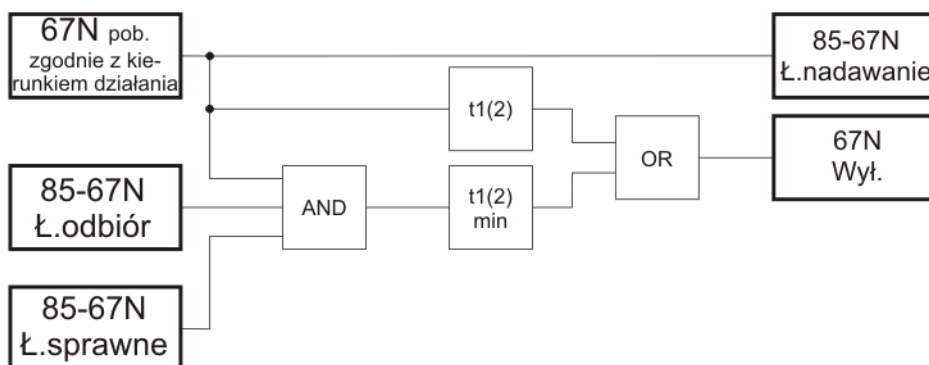 67N pob.
zgodnie z kie-
runkiem działania
85-67N
Ł.nadawanie
t1(2)
67N
Wył.
OR
85-67N
Ł.odbiór
AND
t1(2)
min
85-67N
Ł.sprawne